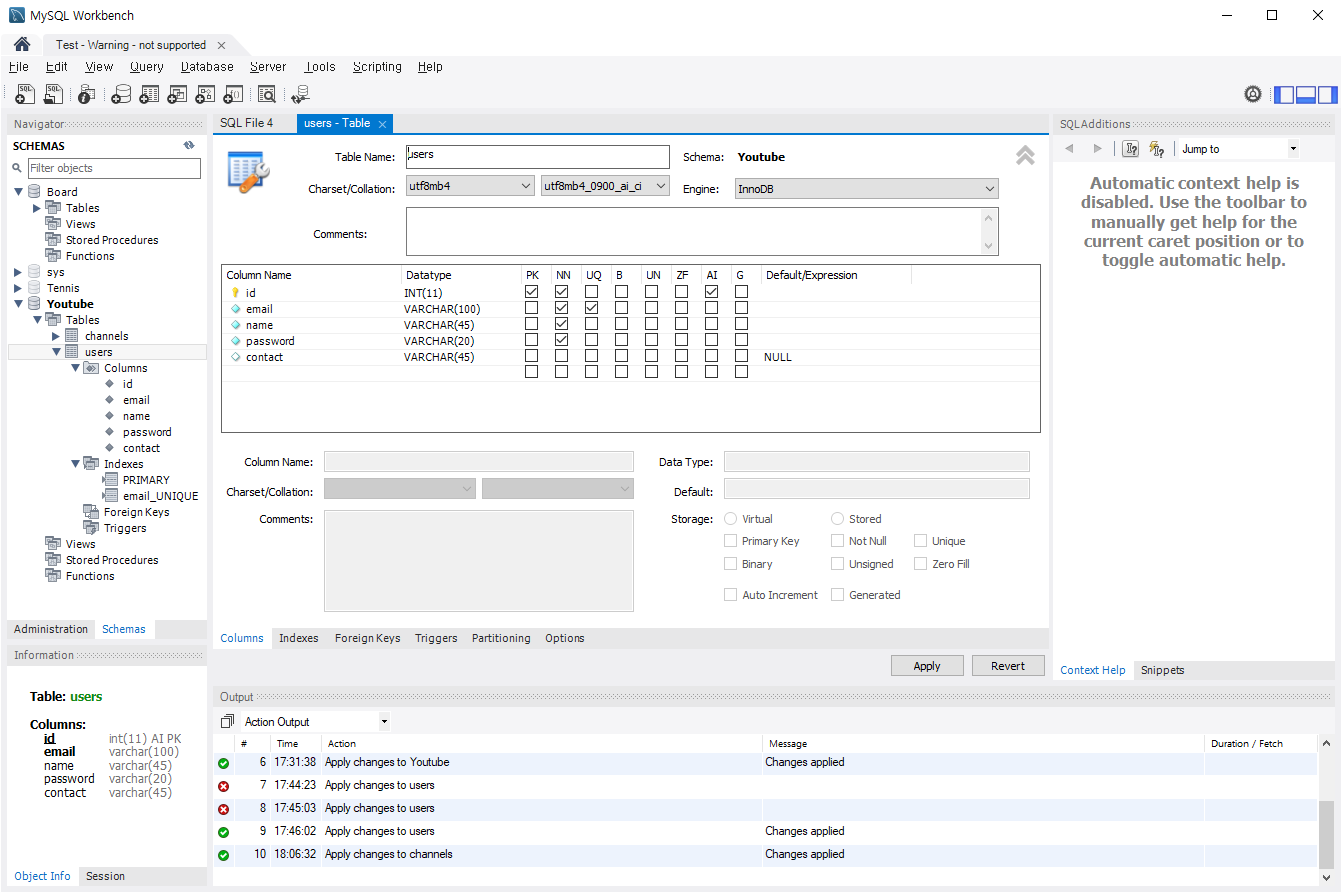 MySQL Workbench
Test - Warning - not supported
File Edit View Query Database Server Tools Scripting Help
Navigator
SCHEMAS
Filter objects
Board
Tables
Views
Stored Procedures
Functions
sys
Tennis
Youtube
Tables
channels
users
Columns
id
email
name
password
contact
Indexes
PRIMARY
email_UNIQUE
Foreign Keys
Triggers
Views
Stored Procedures
Functions
Administration Schemas
Information
Table: users
Columns:
id int(11) AI PK
email varchar(100)
name varchar(45)
password varchar(20)
contact varchar(45)
Object Info Session
SQL File 4 users - Table
Table Name: users Schema: Youtube
Charset/Collation: utf8mb4 utf8mb4_0900_ai_ci Engine: InnoDB
Comments:
Column Name Datatype PK NN UQ B UN ZF AI G Default/Expression
id INT(11)
email VARCHAR(100)
name VARCHAR(45)
password VARCHAR(20)
contact VARCHAR(45) NULL
Column Name: Data Type:
Charset/Collation: Default:
Comments: Storage: Virtual Stored
Primary Key Not Null Unique
Binary Unsigned Zero Fill
Auto Increment Generated
Columns Indexes Foreign Keys Triggers Partitioning Options
Apply Revert
SQLAdditions
Jump to
Automatic context help is
disabled. Use the toolbar to
manually get help for the
current caret position or to
toggle automatic help.
Context Help Snippets
Output
Action Output
# Time Action Message Duration / Fetch
6 17:31:38 Apply changes to Youtube Changes applied
7 17:44:23 Apply changes to users
8 17:45:03 Apply changes to users
9 17:46:02 Apply changes to users Changes applied
10 18:06:32 Apply changes to channels Changes applied